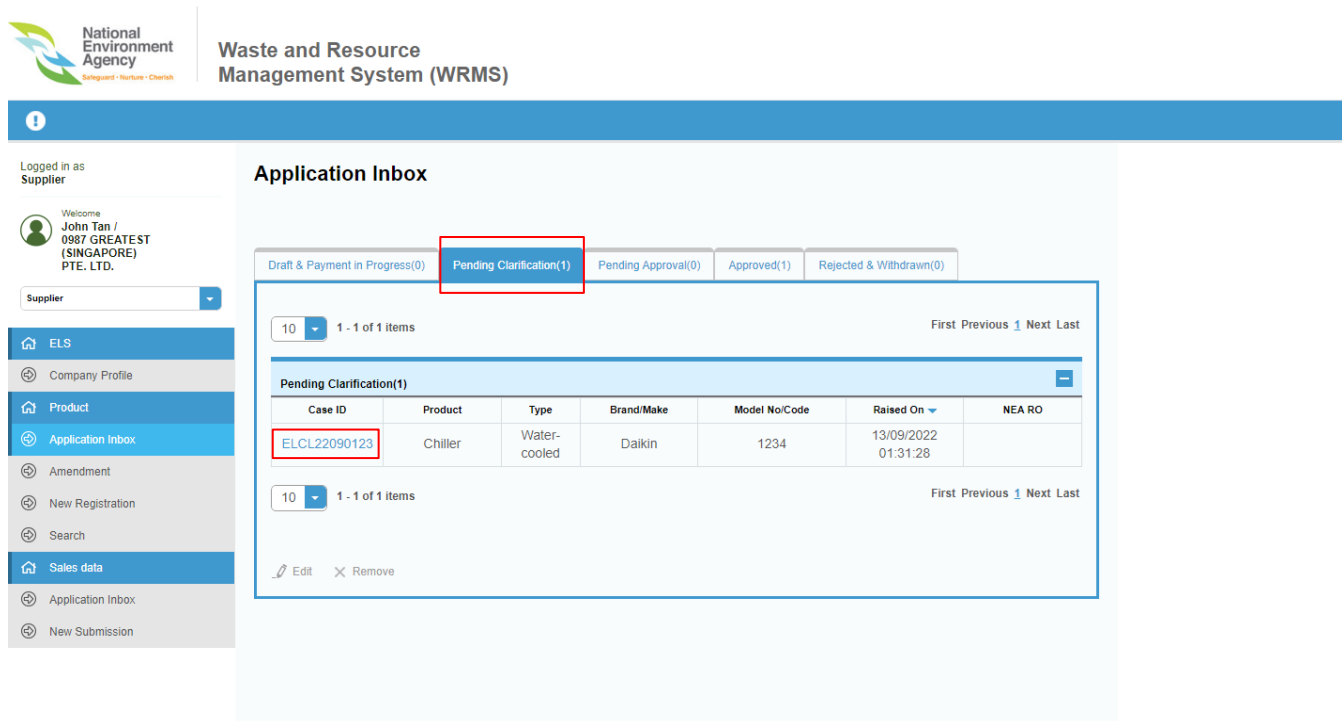 National
Environment
Agency
Safeguard · Nurture · Cherish
Waste and Resource
Management System (WRMS)
Logged in as
Supplier
Welcome
John Tan /
0987 GREATEST
(SINGAPORE)
PTE. LTD.
Supplier
ELS
Company Profile
Product
Application Inbox
Amendment
New Registration
Search
Sales data
Application Inbox
New Submission
Application Inbox
Draft & Payment in Progress(0) Pending Clarification(1) Pending Approval(0) Approved(1) Rejected & Withdrawn(0)
10 1 - 1 of 1 items First Previous 1 Next Last
Pending Clarification(1)
Case ID Product Type Brand/Make Model No/Code Raised On NEA RO
ELCL22090123 Chiller Water-
cooled Daikin 1234 13/09/2022
01:31:28
10 1 - 1 of 1 items First Previous 1 Next Last
Edit Remove